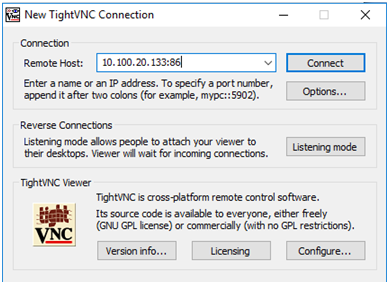 New TightVNC Connection
Connection
Remote Host: 10.100.20.133:86
Connect
Enter a name or an IP address. To specify a port number,
append it after two colons (for example, mypc::5902).
Options...
Reverse Connections
Listening mode allows people to attach your viewer to
their desktops. Viewer will wait for incoming connections.
Listening mode
TightVNC Viewer
tight
VNC
TightVNC is cross-platform remote control software.
Its source code is available to everyone, either freely
(GNU GPL license) or commercially (with no GPL restrictions).
Version info...
Licensing
Configure...